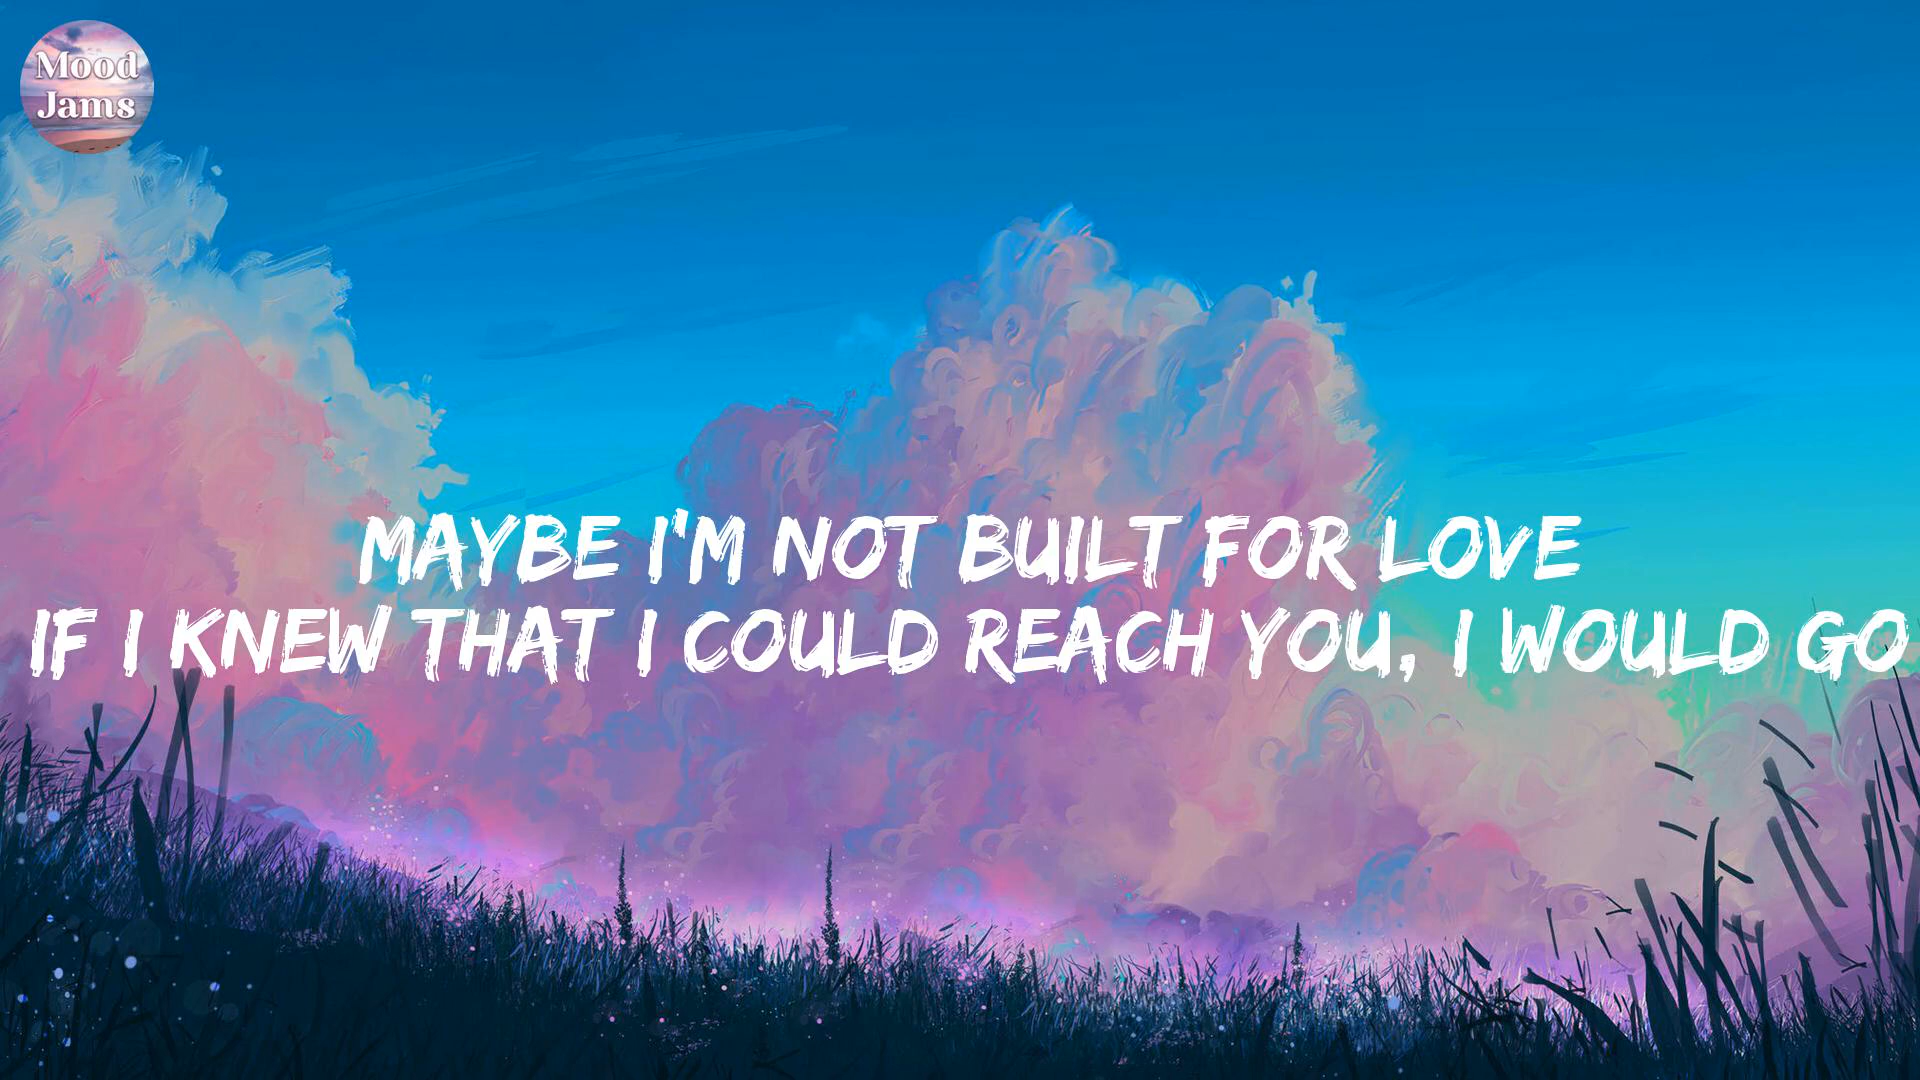 Mood
Jams
MAYBE I'M NOT BUILT FOR LOVE
IF I KNEW THAT I COULD REACH YOU, I WOULD GO